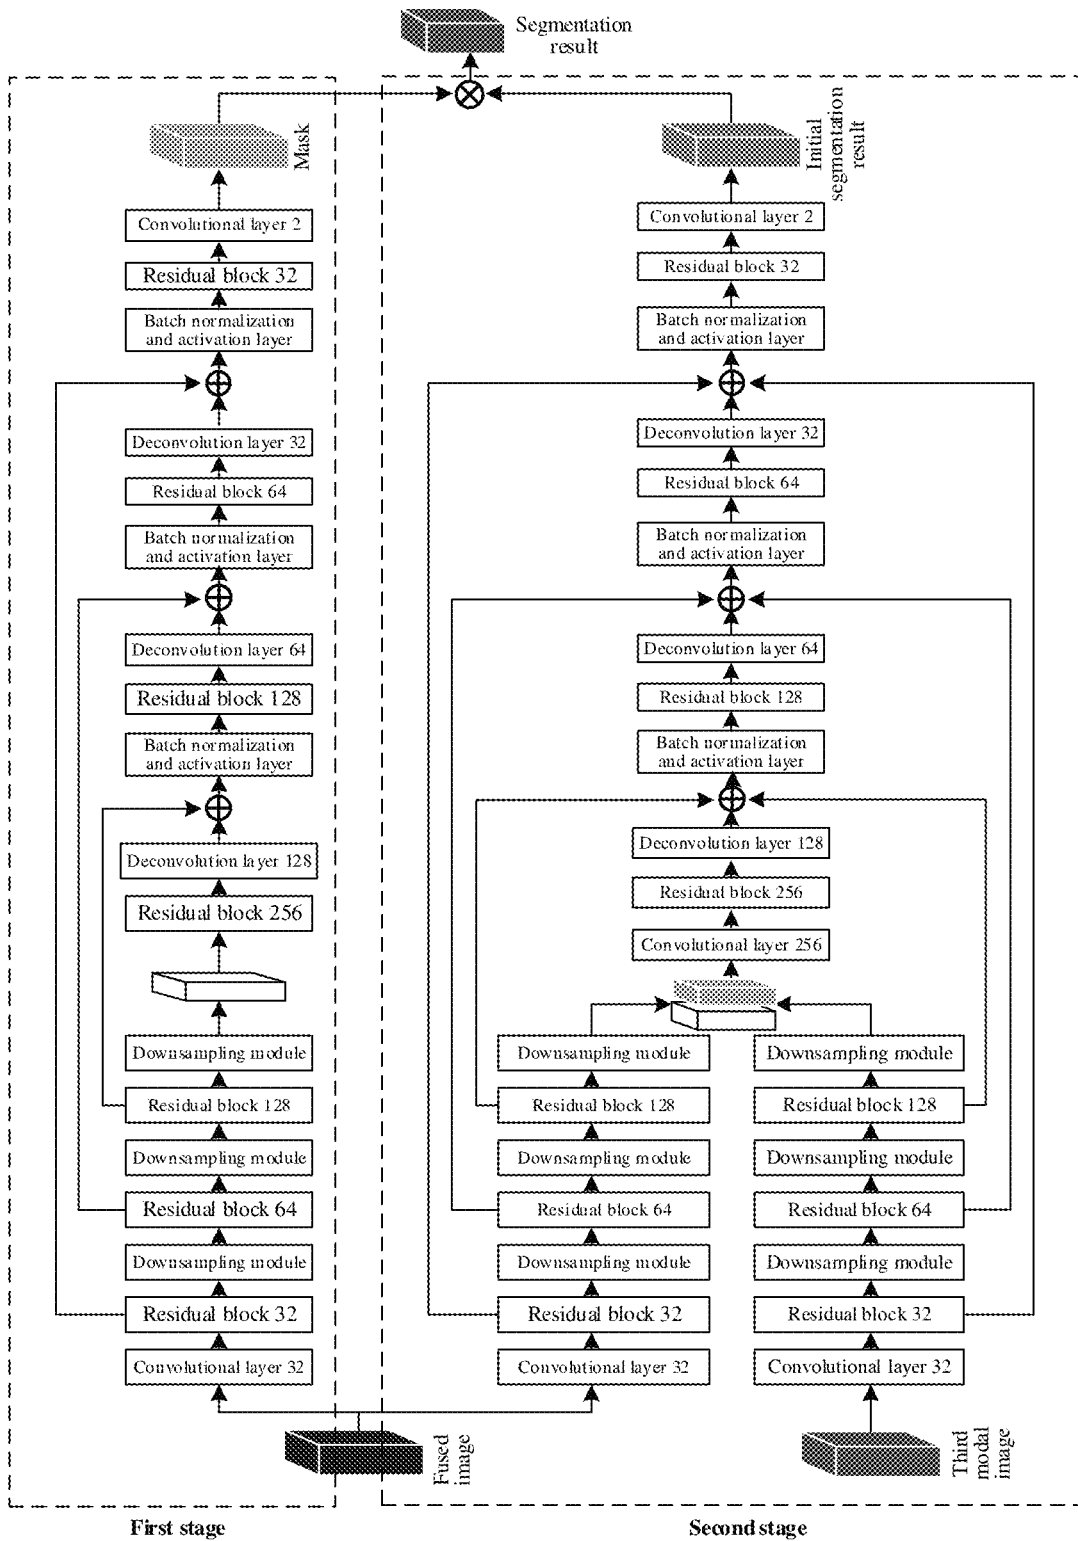 Segmentation
result
Mask
Convolutional layer 2
Residual block 32
Batch normalization
and activation layer
Deconvolution layer 32
Residual block 64
Batch normalization
and activation layer
Deconvolution layer 64
Residual block 128
Batch normalization
and activation layer
Deconvolution layer 128
Residual block 256
Downsampling module
Residual block 128
Downsampling module
Residual block 64
Downsampling module
Residual block 32
Convolutional layer 32
Fused
image
First stage
Initial
segmentation
result
Convolutional layer 2
Residual block 32
Batch normalization
and activation layer
Deconvolution layer 32
Residual block 64
Batch normalization
and activation layer
Deconvolution layer 64
Residual block 128
Batch normalization
and activation layer
Deconvolution layer 128
Residual block 256
Convolutional layer 256
Downsampling module
Residual block 128
Downsampling module
Residual block 64
Downsampling module
Residual block 32
Convolutional layer 32
Downsampling module
Residual block 128
Downsampling module
Residual block 64
Downsampling module
Residual block 32
Convolutional layer 32
Third
modal
image
Second stage